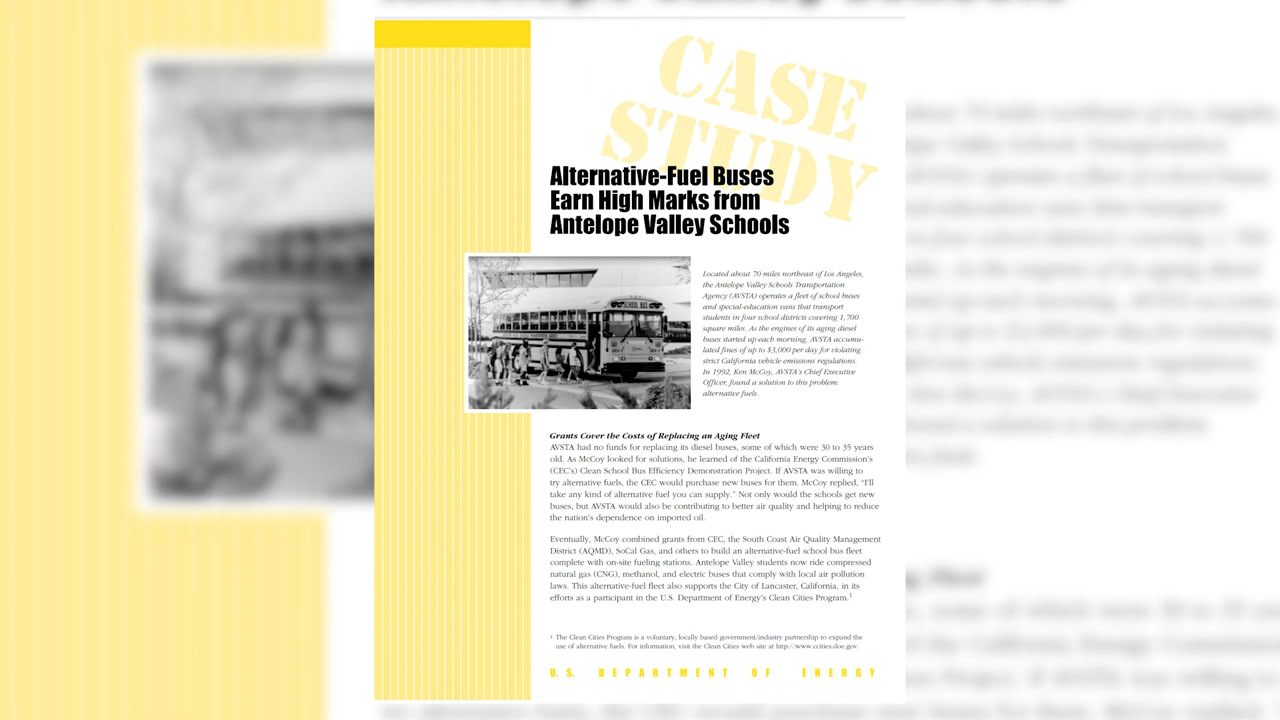 CASE
STUDY
Alternative-Fuel Buses
Earn High Marks from
Antelope Valley Schools
SCHOOL BUS
Located about 70 miles northeast of Los Angeles,
the Antelope Valley Schools Transportation
Agency (AVSTA) operates a fleet of school buses
and special-education vans that transport
students in four school districts covering 1,700
square miles. As the engines of its aging diesel
buses started up each morning, AVSTA accumu-
lated fines of up to $3,000 per day for violating
strict California vehicle emissions regulations.
In 1992, Ken McCoy, AVSTA's Chief Executive
Officer, found a solution to this problem:
alternative fuels.
Grants Cover the Costs of Replacing an Aging Fleet
AVSTA had no funds for replacing its diesel buses, some of which were 30 to 35 years
old. As McCoy looked for solutions, he learned of the California Energy Commission's
(CEC's) Clean School Bus Efficiency Demonstration Project. If AVSTA was willing to
try alternative fuels, the CEC would purchase new buses for them. McCoy replied, "I'll
take any kind of alternative fuel you can supply." Not only would the schools get new
buses, but AVSTA would also be contributing to better air quality and helping to reduce
the nation's dependence on imported oil.
Eventually, McCoy combined grants from CEC, the South Coast Air Quality Management
District (AQMD), SoCal Gas, and others to build an alternative-fuel school bus fleet
complete with on-site fueling stations. Antelope Valley students now ride compressed
natural gas (CNG), methanol, and electric buses that comply with local air pollution
laws. This alternative-fuel fleet also supports the City of Lancaster, California, in its
efforts as a participant in the U.S. Department of Energy's Clean Cities Program.1
1 The Clean Cities Program is a voluntary, locally based government/industry partnership to expand the
use of alternative fuels. For information, visit the Clean Cities web site at http://www.ccities.doe.gov.
U.S. DEPARTMENT OF ENERGY